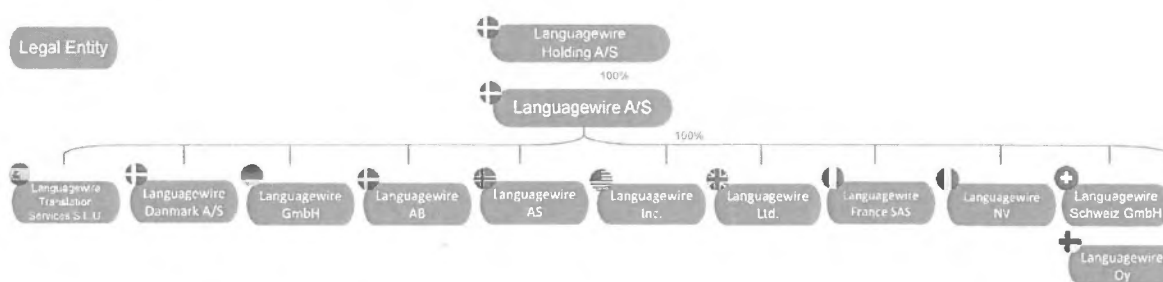 Legal Entity
Languagewire
Holding A/S
100%
Languagewire A/S
100%
Languagewire
Translation
Services S.L.U.
Languagewire
Danmark A/S
Languagewire
GmbH
Languagewire
AB
Languagewire
AS
Languagewire
Inc.
Languagewire
Ltd.
Languagewire
France SAS
Languagewire
NV
Languagewire
Schweiz GmbH
Languagewire
Oy